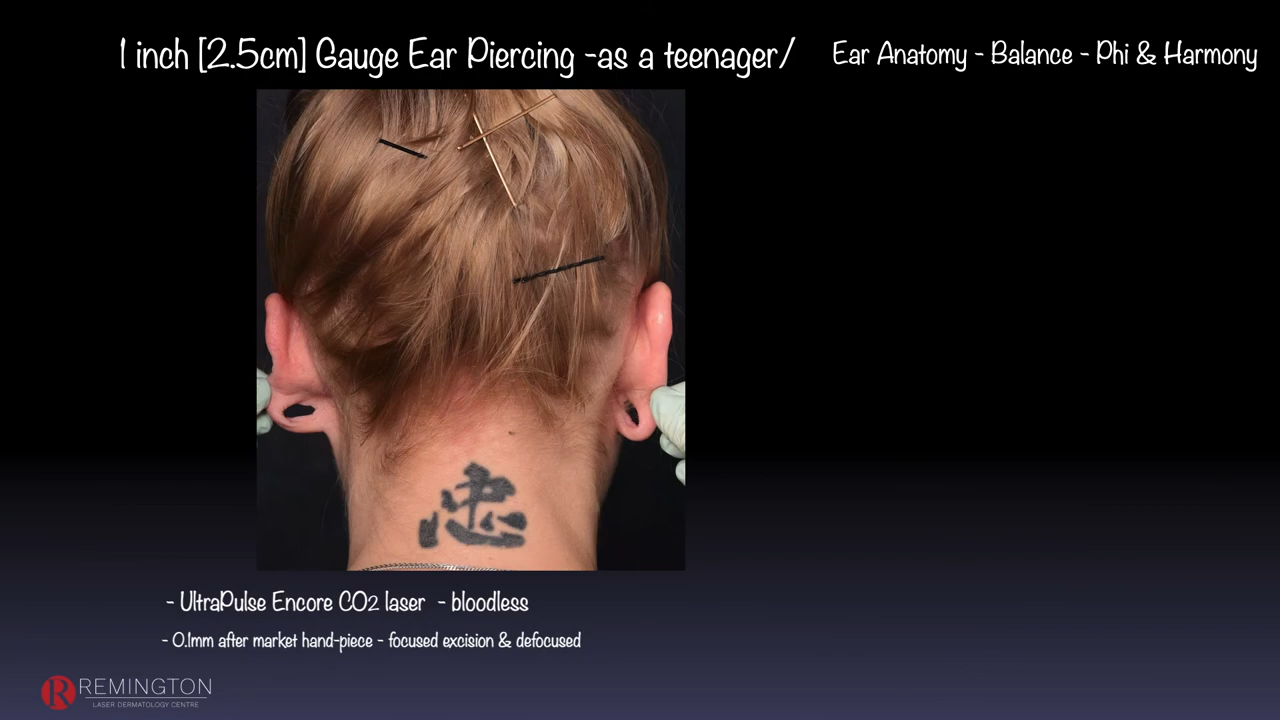 1 inch [2.5cm] Gauge Ear Piercing -as a teenager/
Ear Anatomy - Balance - Phi & Harmony
忠
- UltraPulse Encore CO2 laser - bloodless
- 0.1mm after market hand-piece - focused excision & defocused
R REMINGTON
LASER DERMATOLOGY CENTRE